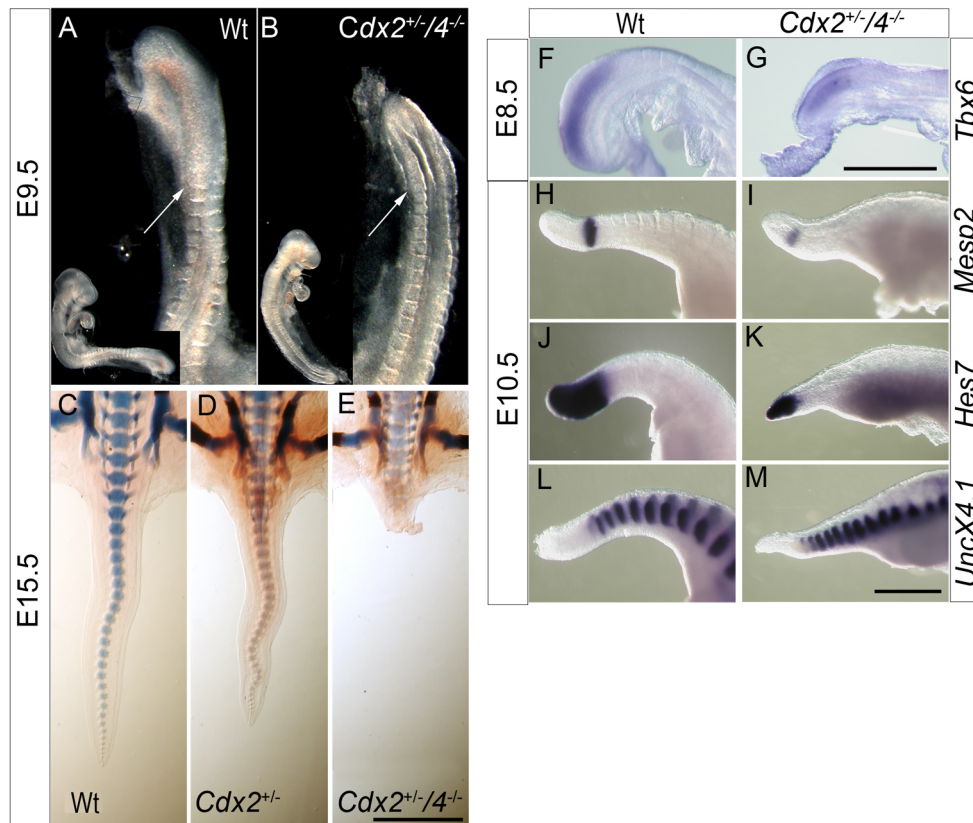 A Wt B Cdx2+/-/4-/-
E9.5
C D E
E15.5
Wt Cdx2+/- Cdx2+/-/4-/-
Wt Cdx2+/-/4-/-
E8.5
F G Tbx6
E10.5
H I Mesp2
J K Hes7
L M UncX4.1